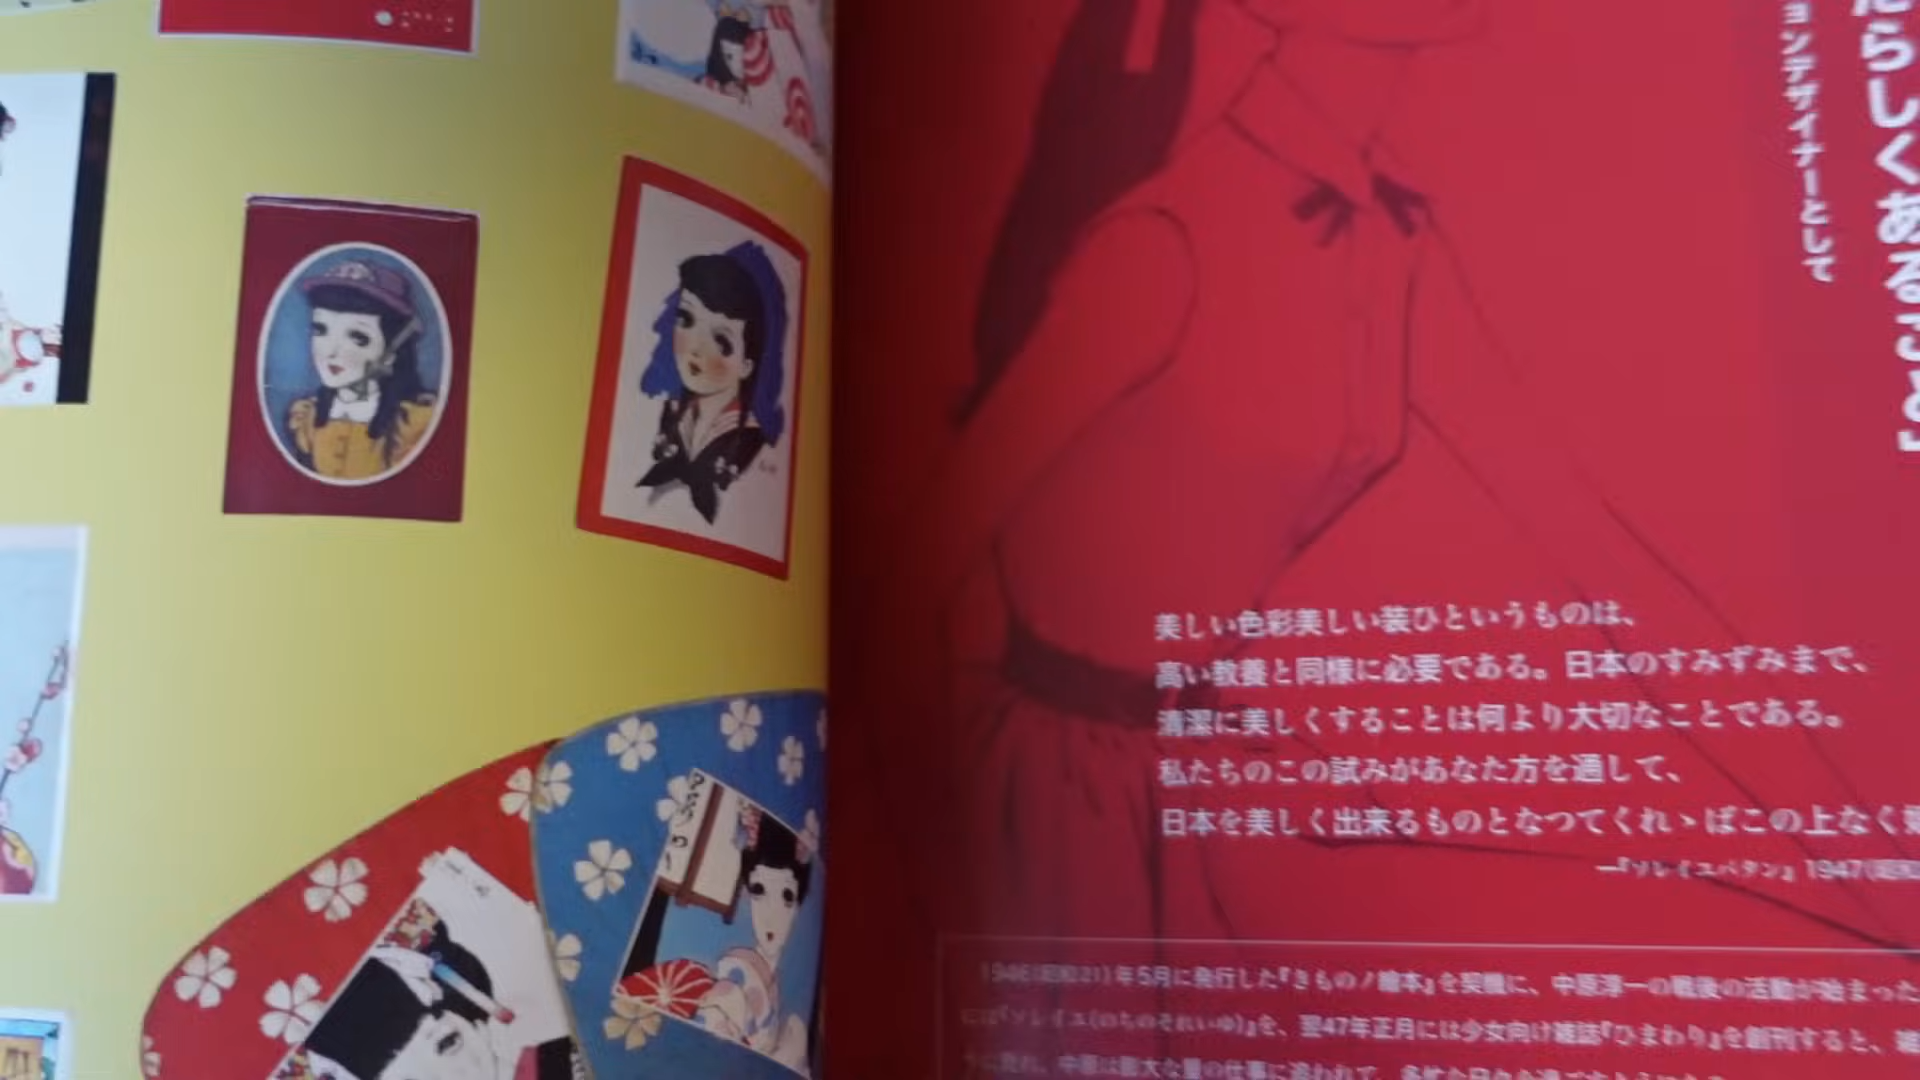 らしくあること」
ョンデザイナーとして
美しい色彩美しい装ひというものは、
高い教養と同様に必要である。日本のすみずみまで、
清潔に美しくすることは何より大切なことである。
私たちのこの試みがあなた方を通して、
日本を美しく出来るものとなつてくれゝばこの上なく
―『ソレイユパタン』1947(昭和
1946(昭和21)年5月に発行した『きものノ繪本』を契機に、中原淳一の戦後の活動が始まった
には『ソレイユ(のちのそれいゆ)』を、翌47年正月には少女向け雑誌『ひまわり』を創刊すると、
中原は膨大な量の仕事に追われて、